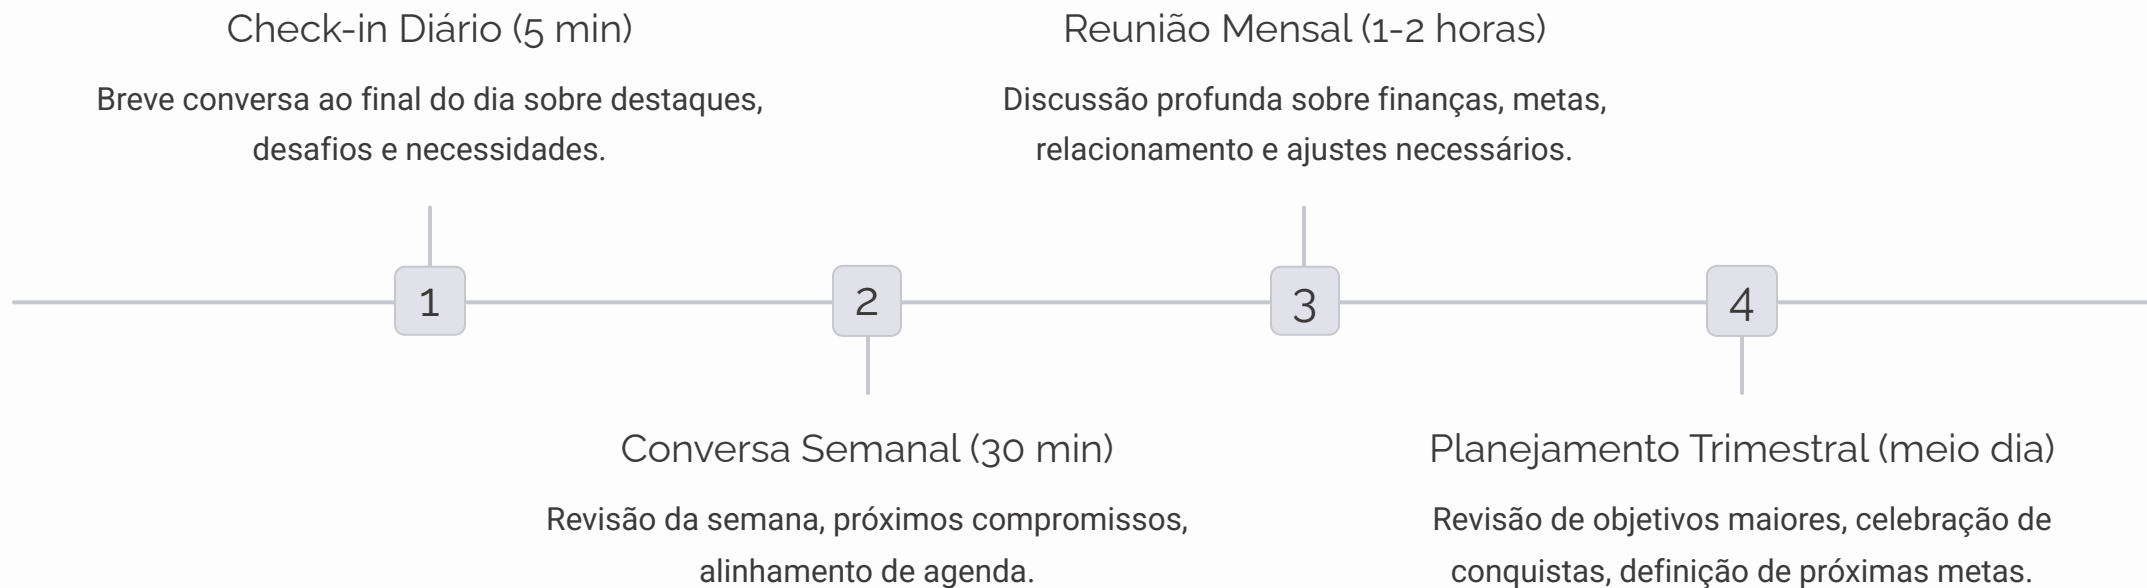 Check-in Diário (5 min)
Breve conversa ao final do dia sobre destaques,
desafios e necessidades.
1
Conversa Semanal (30 min)
Revisão da semana, próximos compromissos,
alinhamento de agenda.
2
Reunião Mensal (1-2 horas)
Discussão profunda sobre finanças, metas,
relacionamento e ajustes necessários.
3
Planejamento Trimestral (meio dia)
Revisão de objetivos maiores, celebração de
conquistas, definição de próximas metas.
4